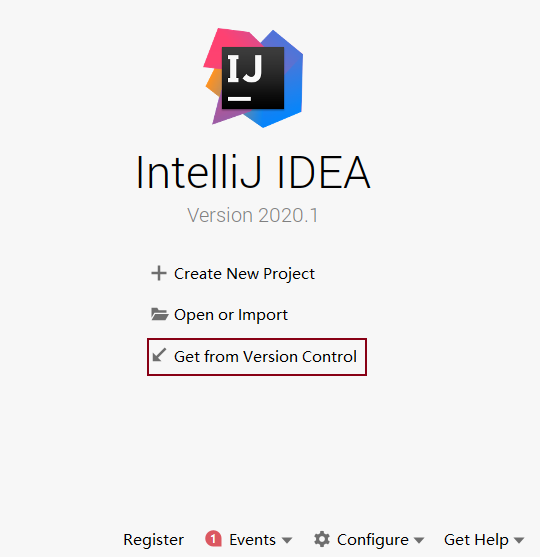 IJ
IntelliJ IDEA
Version 2020.1
Create New Project
Open or Import
Get from Version Control
Register 1 Events Configure Get Help